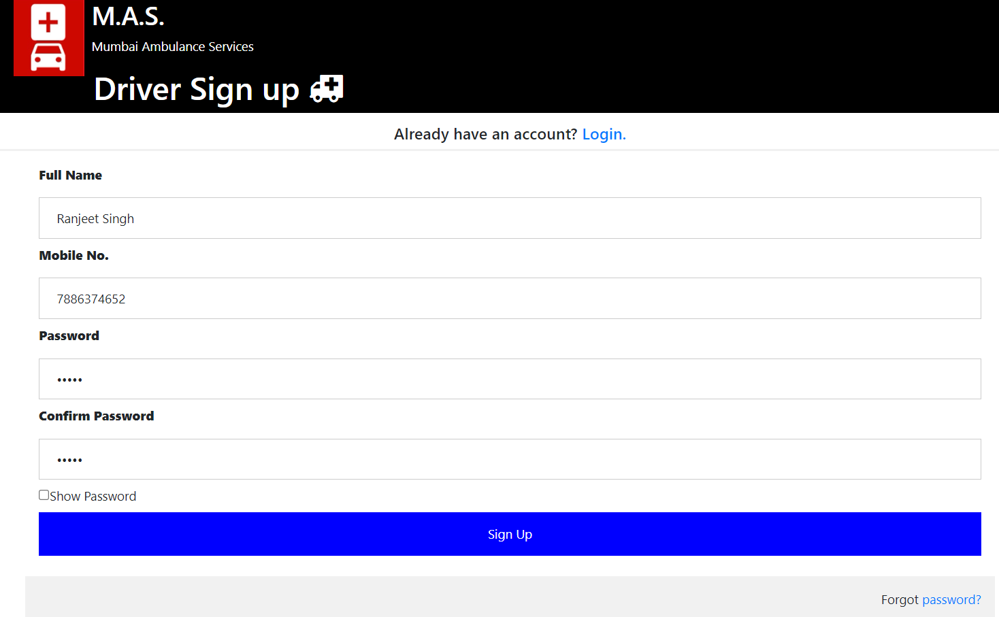 M.A.S.
Mumbai Ambulance Services
Driver Sign up
Already have an account? Login.
Full Name
Ranjeet Singh
Mobile No.
7886374652
Password
•••••
Confirm Password
•••••
Show Password
Sign Up
Forgot password?